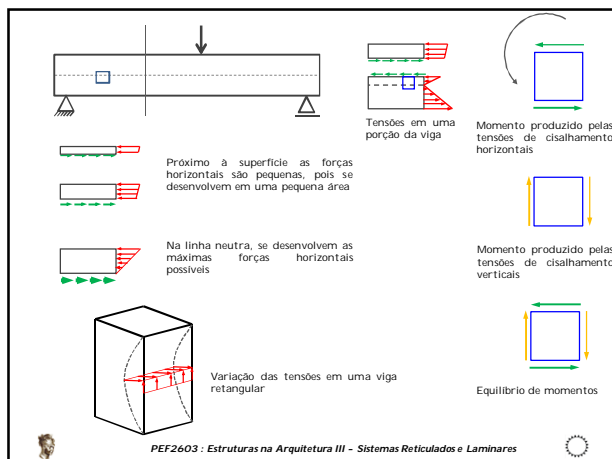 Tensões em uma
porção da viga
Momento produzido pelas
tensões de cisalhamento
horizontais
Próximo à superfície as forças
horizontais são pequenas, pois se
desenvolvem em uma pequena área
Na linha neutra, se desenvolvem as
máximas forças horizontais
possíveis
Momento produzido pelas
tensões de cisalhamento
verticais
Variação das tensões em uma viga
retangular
Equilíbrio de momentos
PEF2603 : Estruturas na Arquitetura III – Sistemas Reticulados e Laminares